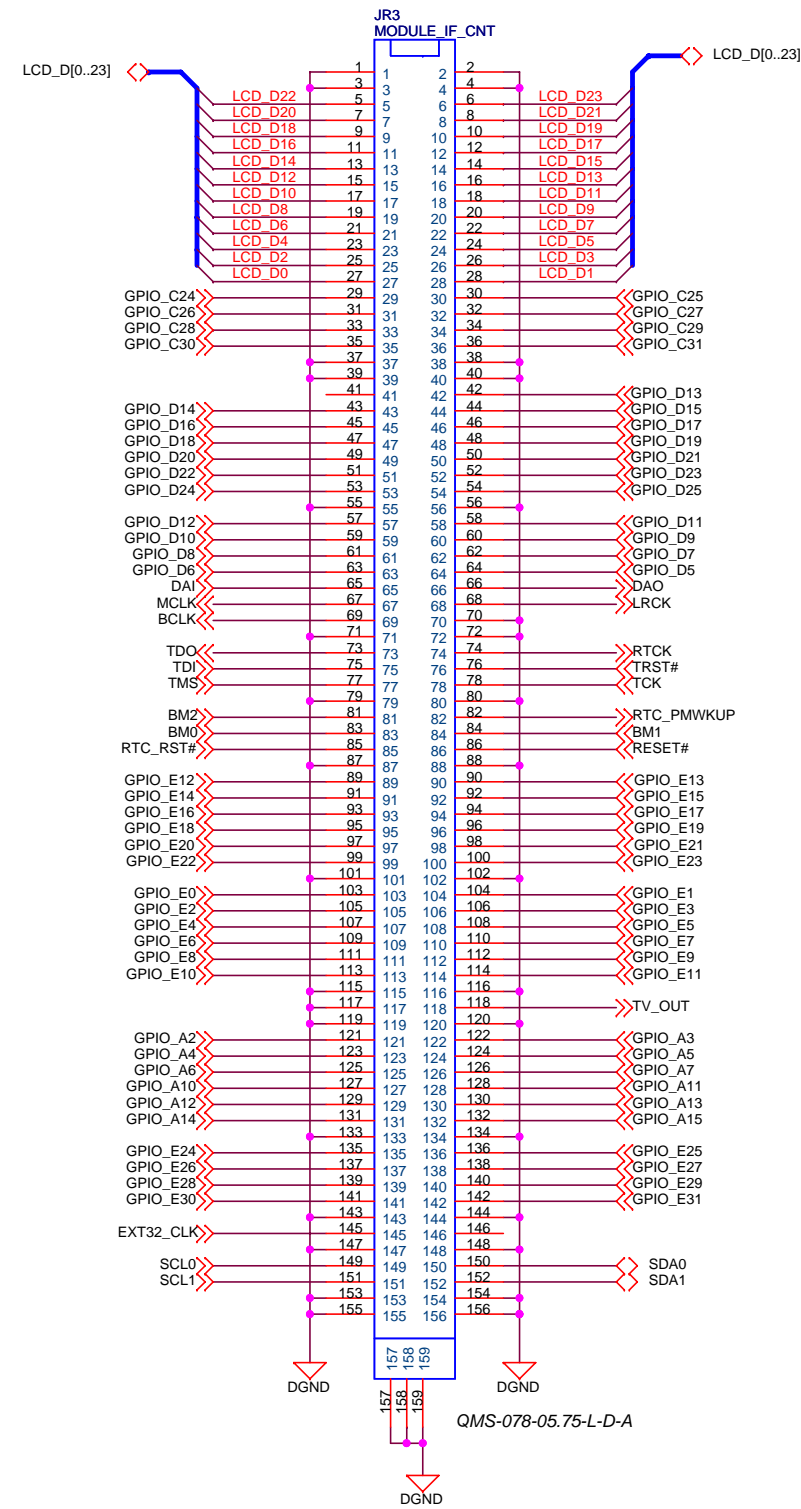 JR3
MODULE_IF_CNT
LCD_D[0..23] LCD_D[0..23]
1 1 2 2
3 3 4 4
LCD_D22 5 5 6 6 LCD_D23
LCD_D20 7 7 8 8 LCD_D21
LCD_D18 9 9 10 10 LCD_D19
LCD_D16 11 11 12 12 LCD_D17
LCD_D14 13 13 14 14 LCD_D15
LCD_D12 15 15 16 16 LCD_D13
LCD_D10 17 17 18 18 LCD_D11
LCD_D8 19 19 20 20 LCD_D9
LCD_D6 21 21 22 22 LCD_D7
LCD_D4 23 23 24 24 LCD_D5
LCD_D2 25 25 26 26 LCD_D3
LCD_D0 27 27 28 28 LCD_D1
GPIO_C24 29 29 30 30 GPIO_C25
GPIO_C26 31 31 32 32 GPIO_C27
GPIO_C28 33 33 34 34 GPIO_C29
GPIO_C30 35 35 36 36 GPIO_C31
37 37 38 38
39 39 40 40
41 41 42 42 GPIO_D13
GPIO_D14 43 43 44 44 GPIO_D15
GPIO_D16 45 45 46 46 GPIO_D17
GPIO_D18 47 47 48 48 GPIO_D19
GPIO_D20 49 49 50 50 GPIO_D21
GPIO_D22 51 51 52 52 GPIO_D23
GPIO_D24 53 53 54 54 GPIO_D25
55 55 56 56
GPIO_D12 57 57 58 58 GPIO_D11
GPIO_D10 59 59 60 60 GPIO_D9
GPIO_D8 61 61 62 62 GPIO_D7
GPIO_D6 63 63 64 64 GPIO_D5
DAI 65 65 66 66 DAO
MCLK 67 67 68 68 LRCK
BCLK 69 69 70 70
71 71 72 72
TDO 73 73 74 74 RTCK
TDI 75 75 76 76 TRST#
TMS 77 77 78 78 TCK
79 79 80 80
BM2 81 81 82 82 RTC_PMWKUP
BM0 83 83 84 84 BM1
RTC_RST# 85 85 86 86 RESET#
87 87 88 88
GPIO_E12 89 89 90 90 GPIO_E13
GPIO_E14 91 91 92 92 GPIO_E15
GPIO_E16 93 93 94 94 GPIO_E17
GPIO_E18 95 95 96 96 GPIO_E19
GPIO_E20 97 97 98 98 GPIO_E21
GPIO_E22 99 99 100 100 GPIO_E23
101 101 102 102
GPIO_E0 103 103 104 104 GPIO_E1
GPIO_E2 105 105 106 106 GPIO_E3
GPIO_E4 107 107 108 108 GPIO_E5
GPIO_E6 109 109 110 110 GPIO_E7
GPIO_E8 111 111 112 112 GPIO_E9
GPIO_E10 113 113 114 114 GPIO_E11
115 115 116 116
117 117 118 118 TV_OUT
119 119 120 120
GPIO_A2 121 121 122 122 GPIO_A3
GPIO_A4 123 123 124 124 GPIO_A5
GPIO_A6 125 125 126 126 GPIO_A7
GPIO_A10 127 127 128 128 GPIO_A11
GPIO_A12 129 129 130 130 GPIO_A13
GPIO_A14 131 131 132 132 GPIO_A15
133 133 134 134
GPIO_E24 135 135 136 136 GPIO_E25
GPIO_E26 137 137 138 138 GPIO_E27
GPIO_E28 139 139 140 140 GPIO_E29
GPIO_E30 141 141 142 142 GPIO_E31
143 143 144 144
EXT32_CLK 145 145 146 146
147 147 148 148
SCL0 149 149 150 150 SDA0
SCL1 151 151 152 152 SDA1
153 153 154 154
155 155 156 156
157 158 159
DGND DGND
157 158 159
QMS-078-05.75-L-D-A
DGND